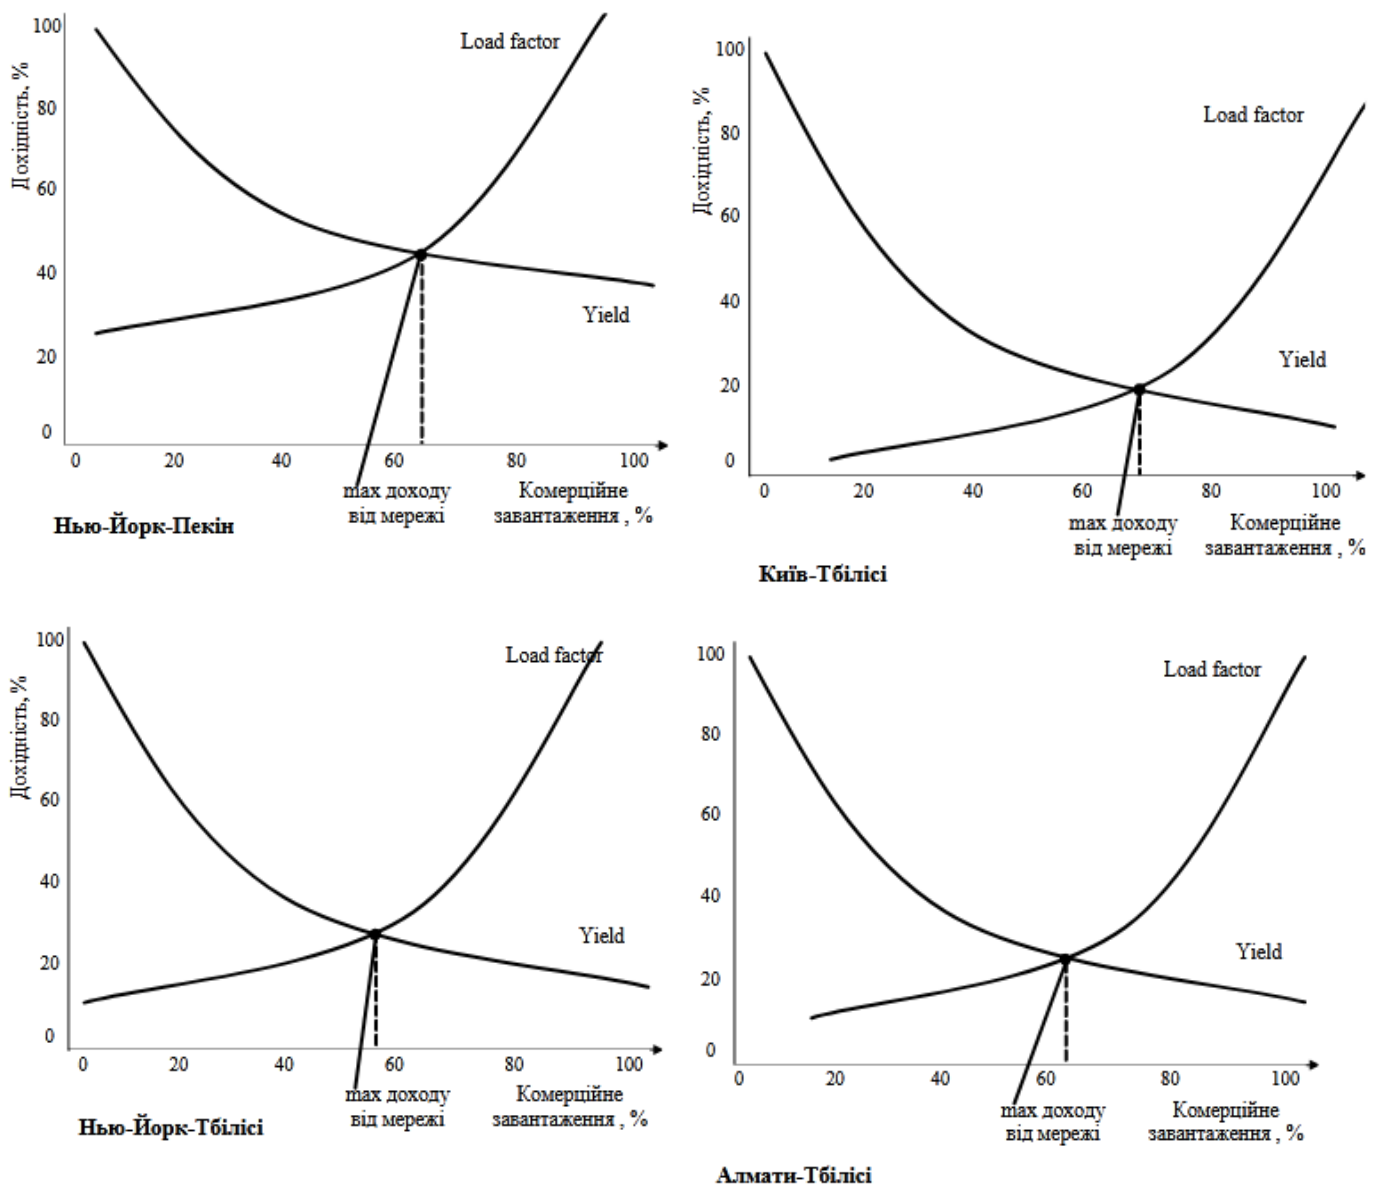 100
Дохідність, %
80
60
40
20
0
0 20 40 60 80 100
Load factor
Yield
max доходу
від мережі
Комерційне
завантаження , %
Нью-Йорк-Пекін
100
Дохідність, %
80
60
40
20
0
0 20 40 60 80 100
Load factor
Yield
max доходу
від мережі
Комерційне
завантаження , %
Київ-Тбілісі
100
Дохідність, %
80
60
40
20
0
0 20 40 60 80 100
Load factor
Yield
max доходу
від мережі
Комерційне
завантаження , %
Нью-Йорк-Тбілісі
100
80
60
40
20
0
0 20 40 60 80 100
Load factor
Yield
max доходу
від мережі
Комерційне
завантаження , %
Алмати-Тбілісі